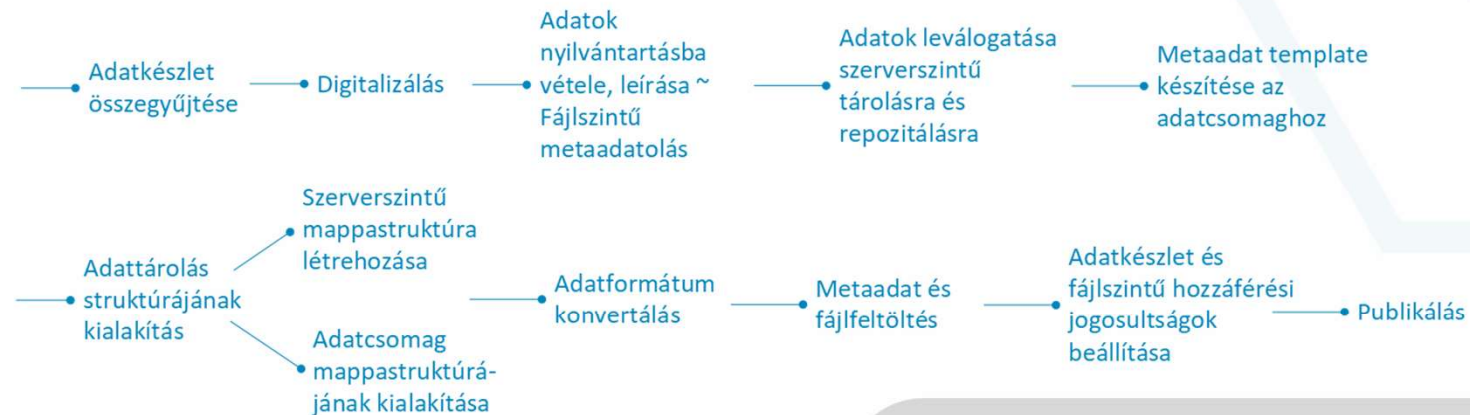 Adatkészlet
összegyűjtése
Digitalizálás
Adatok
nyilvántartásba
vétele, leírása ~
Fájlszintű
metaadatolás
Adatok leválogatása
szerverszintű
tárolásra és
repozitálásra
Metaadat template
készítése az
adatcsomaghoz
Adattárolás
struktúrájának
kialakítás
Szerverszintű
mappastruktúra
létrehozása
Adatcsomag
mappastruktúrá-
jának kialakítása
Adatformátum
konvertálás
Metaadat és
fájlfeltöltés
Adatkészlet és
fájlszintű hozzáférési
jogosultságok
beállítása
Publikálás